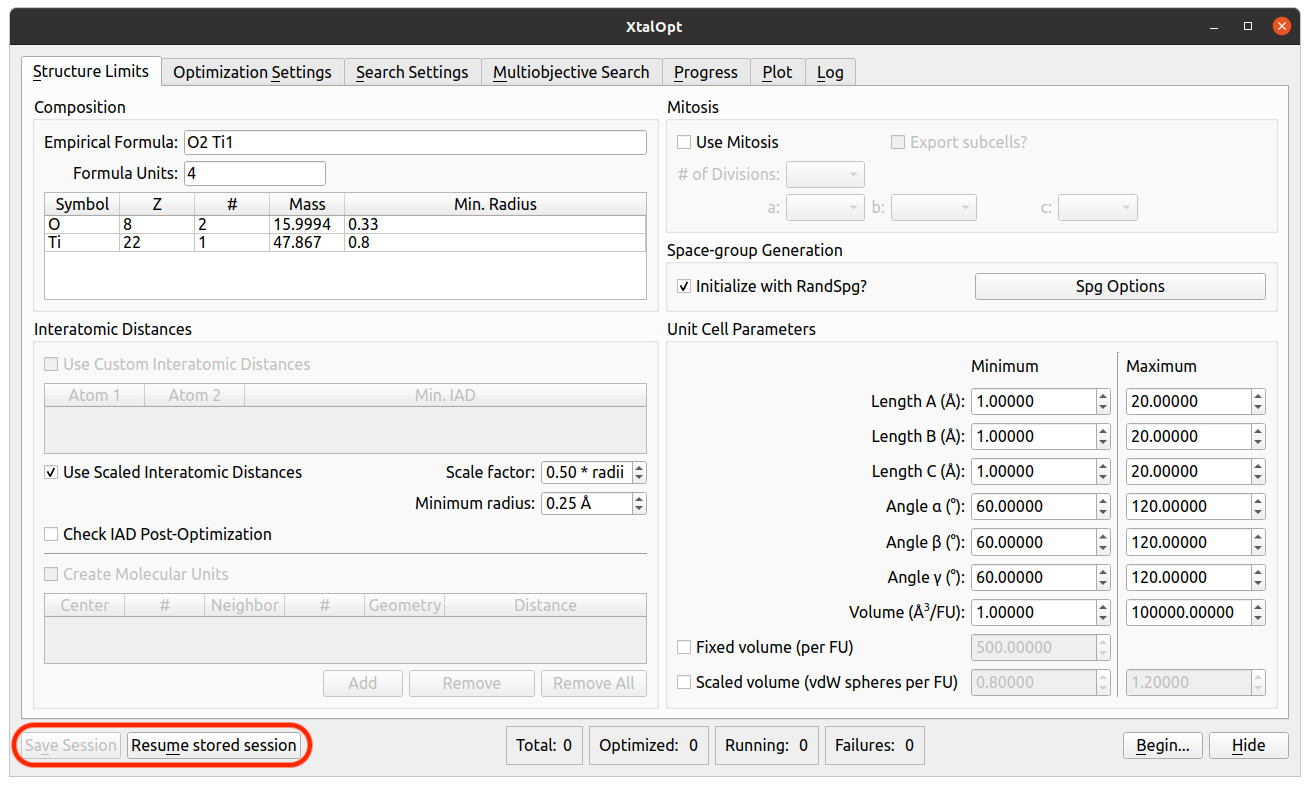 XtalOpt
Structure Limits Optimization Settings Search Settings Multiobjective Search Progress Plot Log
Composition
Empirical Formula: O2 Ti1
Formula Units: 4
Symbol Z # Mass Min. Radius
O 8 2 15.9994 0.33
Ti 22 1 47.867 0.8
Interatomic Distances
Use Custom Interatomic Distances
Atom 1 Atom 2 Min. IAD
Use Scaled Interatomic Distances Scale factor: 0.50 * radii
Minimum radius: 0.25 Å
Check IAD Post-Optimization
Create Molecular Units
Center # Neighbor # Geometry Distance
Add Remove Remove All
Mitosis
Use Mitosis Export subcells?
# of Divisions:
a: b: c:
Space-group Generation
Initialize with RandSpg? Spg Options
Unit Cell Parameters
Minimum Maximum
Length A (Å): 1.00000 20.00000
Length B (Å): 1.00000 20.00000
Length C (Å): 1.00000 20.00000
Angle α (°): 60.00000 120.00000
Angle β (°): 60.00000 120.00000
Angle γ (°): 60.00000 120.00000
Volume (Å³/FU): 1.00000 100000.00000
Fixed volume (per FU) 500.00000
Scaled volume (vdW spheres per FU) 0.80000 1.20000
Save Session Resume stored session Total: 0 Optimized: 0 Running: 0 Failures: 0 Begin... Hide